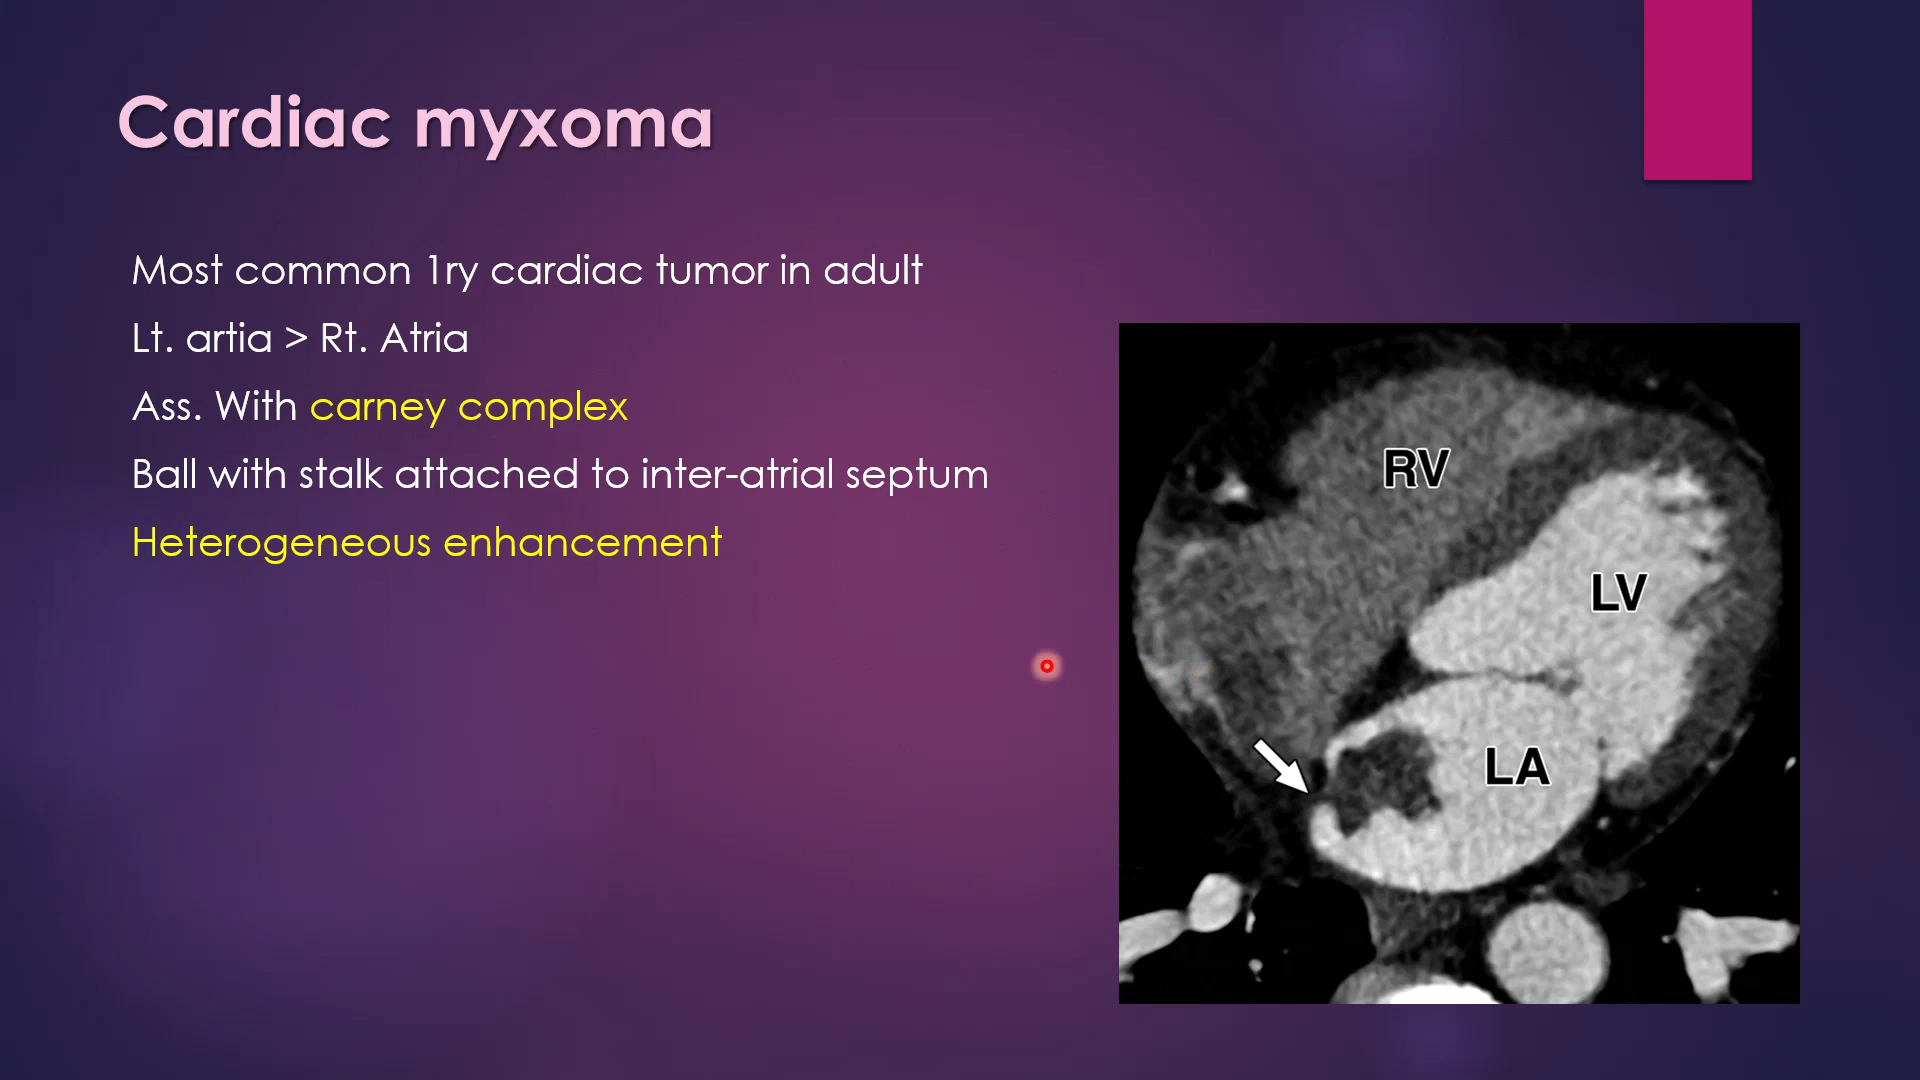 Cardiac myxoma
Most common 1ry cardiac tumor in adult
Lt. artia > Rt. Atria
Ass. With carney complex
Ball with stalk attached to inter-atrial septum
Heterogeneous enhancement
RV
LV
LA